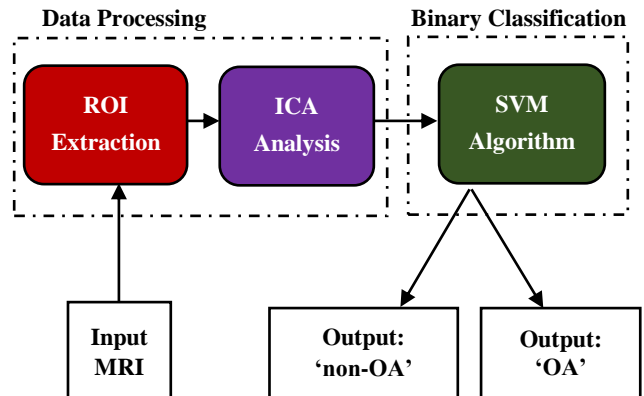 Data Processing
Binary Classification
ROI
Extraction
ICA
Analysis
SVM
Algorithm
Input
MRI
Output:
‘non-OA’
Output:
‘OA’